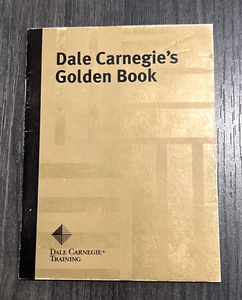 Dale Carnegie's
Golden Book
DALE CARNEGIE®
TRAINING